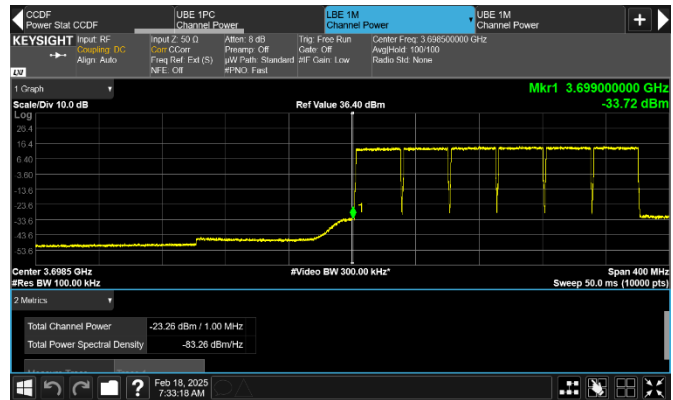 CCDF
Power Stat CCDF
UBE 1PC
Channel Power
LBE 1M
Channel Power
UBE 1M
Channel Power
KEYSIGHT
Input: RF
Coupling: DC
Align: Auto
LXI
Input Z: 50 Ω
Corr CCorr
Freq Ref: Ext (S)
NFE: Off
Atten: 8 dB
Preamp: Off
µW Path: Standard
#PNO: Fast
Trig: Free Run
Gate: Off
#IF Gain: Low
Center Freq: 3.698500000 GHz
Avg|Hold: 100/100
Radio Std: None
1 Graph
Mkr1 3.699000000 GHz
-33.72 dBm
Scale/Div 10.0 dB
Ref Value 36.40 dBm
Log
26.4
16.4
6.40
-3.60
-13.6
-23.6
-33.6
-43.6
-53.6
1
Center 3.6985 GHz
#Video BW 300.00 kHz*
Span 400 MHz
#Res BW 100.00 kHz
Sweep 50.0 ms (10000 pts)
2 Metrics
Total Channel Power -23.26 dBm / 1.00 MHz
Total Power Spectral Density -83.26 dBm/Hz
?
Feb 18, 2025
7:33:18 AM